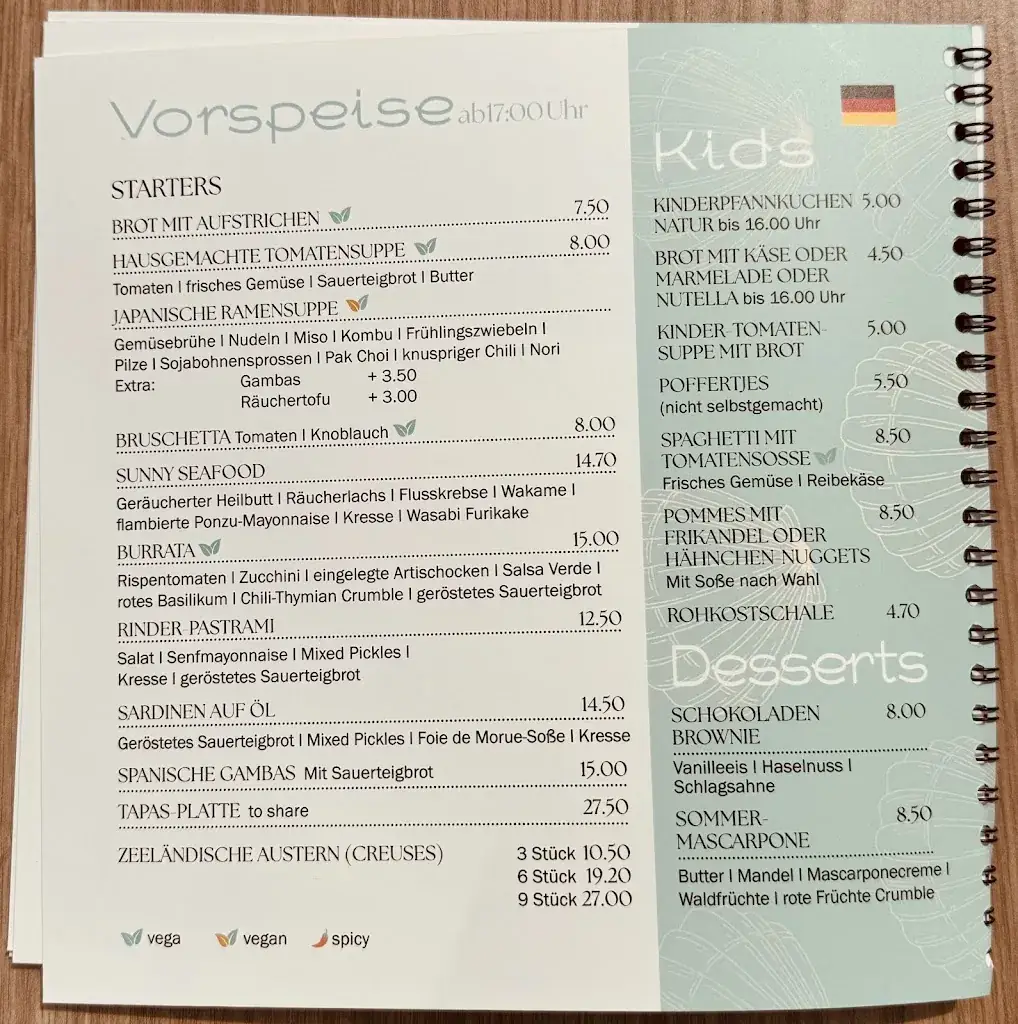 Vorspeise ab 17:00 Uhr
STARTERS
BROT MIT AUFSTRICHEN 7.50
HAUSGEMACHTE TOMATENSUPPE 8.00
Tomaten I frisches Gemüse I Sauerteigbrot I Butter
JAPANISCHE RAMENSUPPE
Gemüsebrühe I Nudeln I Miso I Kombu I Frühlingszwiebeln I
Pilze I Sojabohnensprossen I Pak Choi I knuspriger Chili I Nori
Extra: Gambas + 3.50
Räuchertofu + 3.00
BRUSCHETTA Tomaten I Knoblauch 8.00
SUNNY SEAFOOD 14.70
Geräucherter Heilbutt I Räucherlachs I Flusskrebse I Wakame I
flambierte Ponzu-Mayonnaise I Kresse I Wasabi Furikake
BURRATA 15.00
Rispentomaten I Zucchini I eingelegte Artischocken I Salsa Verde I
rotes Basilikum I Chili-Thymian Crumble I geröstetes Sauerteigbrot
RINDER-PASTRAMI 12.50
Salat I Senfmayonnaise I Mixed Pickles I
Kresse I geröstetes Sauerteigbrot
SARDINEN AUF ÖL 14.50
Geröstetes Sauerteigbrot I Mixed Pickles I Foie de Morue-Soße I Kresse
SPANISCHE GAMBAS Mit Sauerteigbrot 15.00
TAPAS-PLATTE to share 27.50
ZEELÄNDISCHE AUSTERN (CREUSES) 3 Stück 10.50
6 Stück 19.20
9 Stück 27.00
vega vegan spicy
Kids
KINDERPFANNKUCHEN 5.00
NATUR bis 16.00 Uhr
BROT MIT KÄSE ODER 4.50
MARMELADE ODER
NUTELLA bis 16.00 Uhr
KINDER-TOMATEN- 5.00
SUPPE MIT BROT
POFFERTJES 5.50
(nicht selbstgemacht)
SPAGHETTI MIT 8.50
TOMATENSOSSE
Frisches Gemüse I Reibekäse
POMMES MIT 8.50
FRIKANDEL ODER
HÄHNCHEN-NUGGETS
Mit Soße nach Wahl
ROHKOSTSCHALE 4.70
Desserts
SCHOKOLADEN 8.00
BROWNIE
Vanilleeis I Haselnuss I
Schlagsahne
SOMMER- 8.50
MASCARPONE
Butter I Mandel I Mascarponecreme I
Waldfrüchte I rote Früchte Crumble